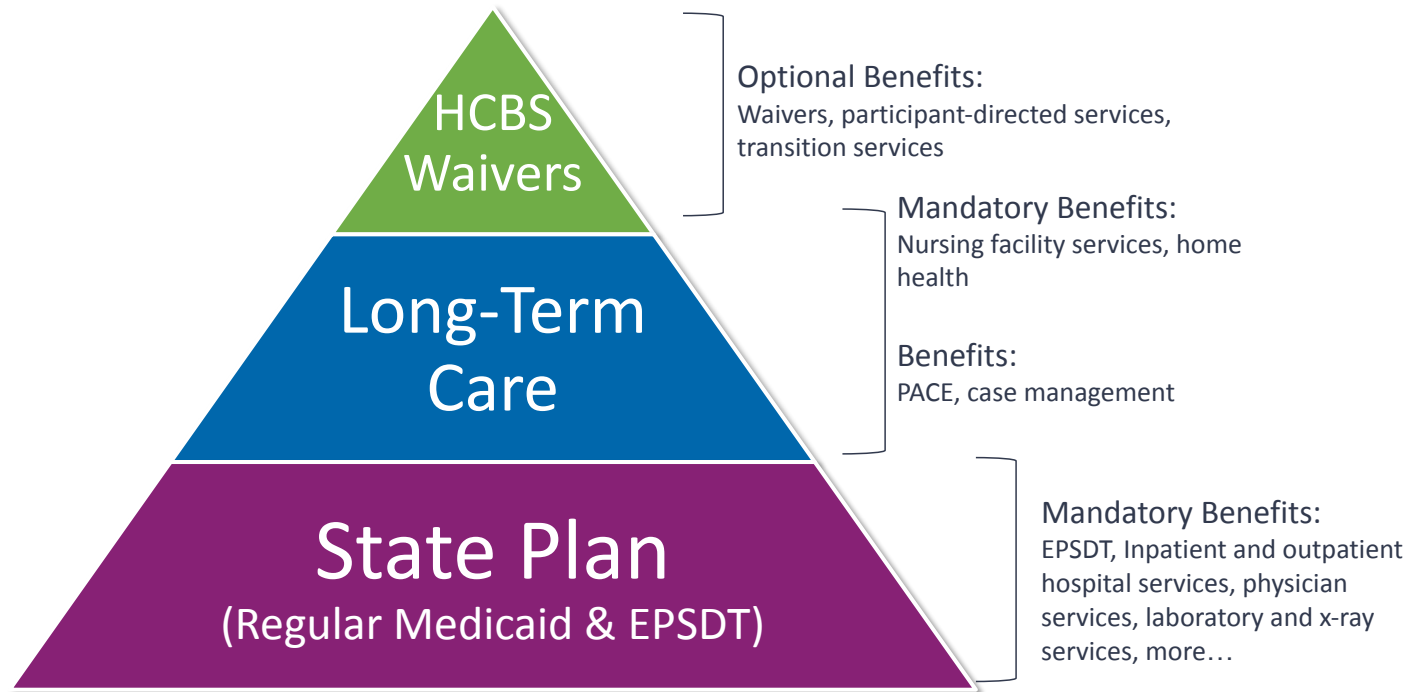 HCBS
Waivers
Optional Benefits:
Waivers, participant-directed services,
transition services
Long-Term
Care
Mandatory Benefits:
Nursing facility services, home
health
Benefits:
PACE, case management
State Plan
(Regular Medicaid & EPSDT)
Mandatory Benefits:
EPSDT, Inpatient and outpatient
hospital services, physician
services, laboratory and x-ray
services, more…